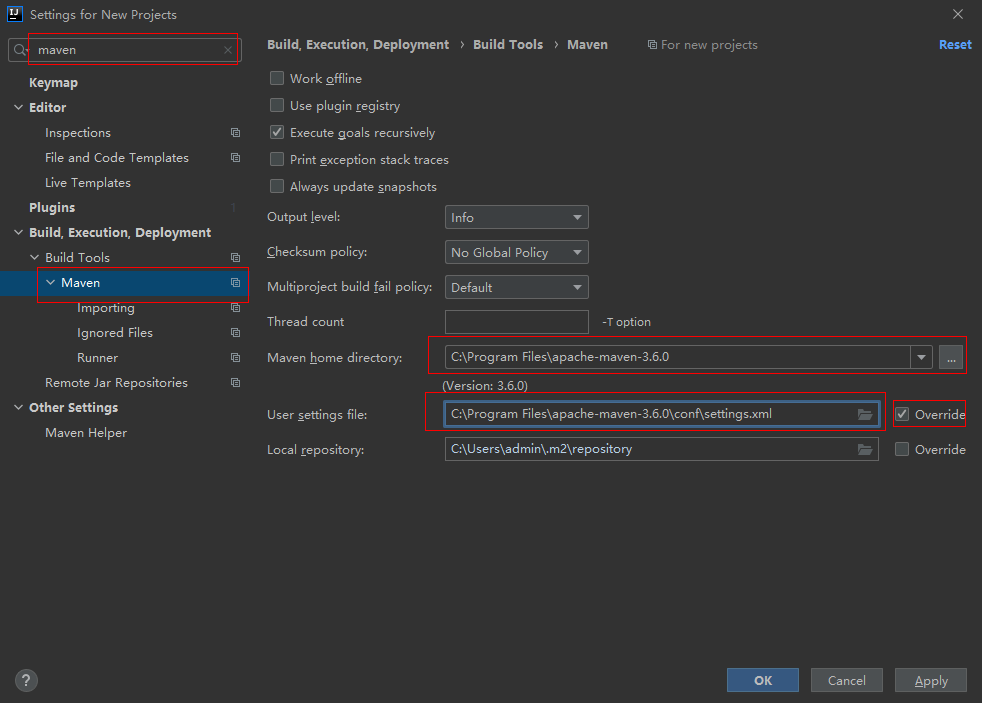 Settings for New Projects
maven
Keymap
Editor
Inspections
File and Code Templates
Live Templates
Plugins
1
Build, Execution, Deployment
Build Tools
Maven
Importing
Ignored Files
Runner
Remote Jar Repositories
Other Settings
Maven Helper
Build, Execution, Deployment › Build Tools › Maven For new projects Reset
Work offline
Use plugin registry
Execute goals recursively
Print exception stack traces
Always update snapshots
Output level: Info
Checksum policy: No Global Policy
Multiproject build fail policy: Default
Thread count -T option
Maven home directory: C:\Program Files\apache-maven-3.6.0 ...
(Version: 3.6.0)
User settings file: C:\Program Files\apache-maven-3.6.0\conf\settings.xml Override
Local repository: C:\Users\admin\.m2\repository Override
? OK Cancel Apply